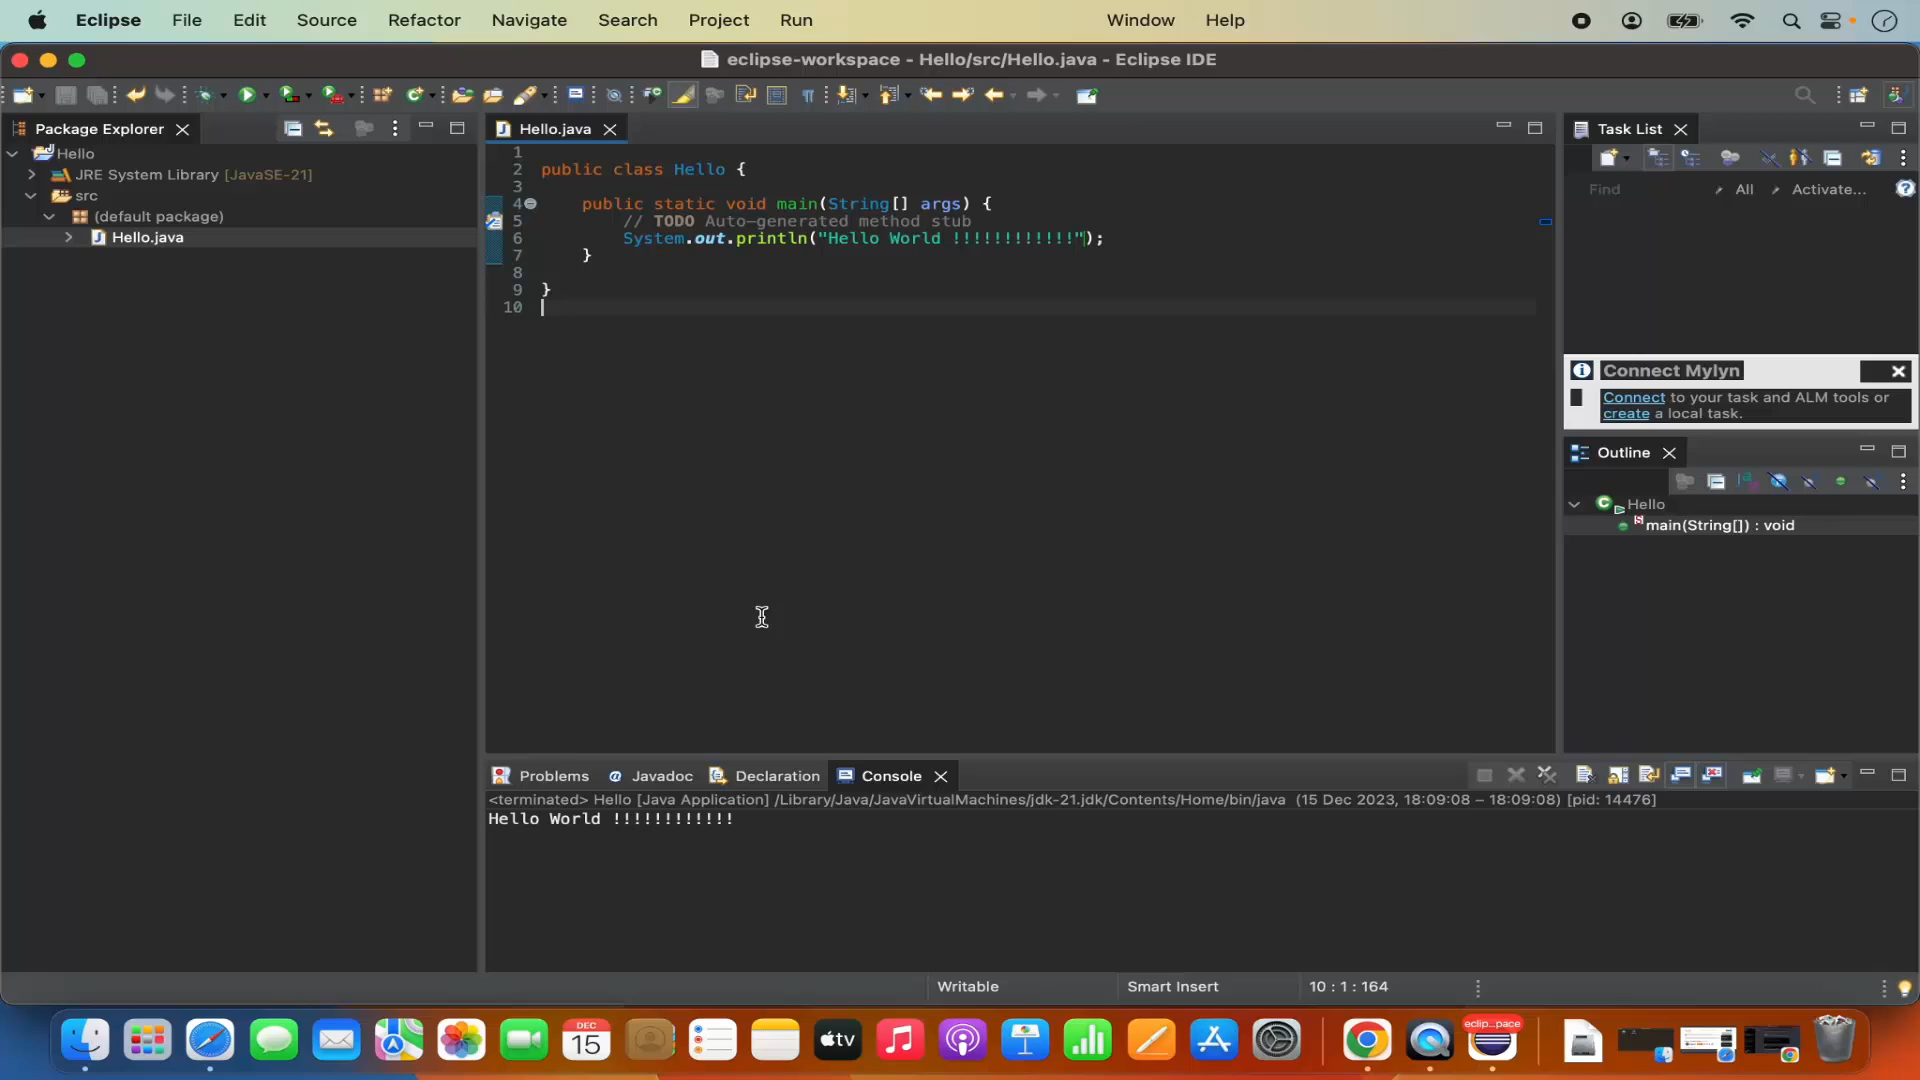 Eclipse File Edit Source Refactor Navigate Search Project Run Window Help
eclipse-workspace - Hello/src/Hello.java - Eclipse IDE
Package Explorer
Hello
JRE System Library [JavaSE-21]
src
(default package)
Hello.java
Hello.java
1
2 public class Hello {
3
4 public static void main(String[] args) {
5 // TODO Auto-generated method stub
6 System.out.println("Hello World !!!!!!!!!!!!");
7 }
8
9 }
10
Task List
Find All Activate...
Connect Mylyn
Connect to your task and ALM tools or
create a local task.
Outline
Hello
main(String[]) : void
Problems Javadoc Declaration Console
<terminated> Hello [Java Application] /Library/Java/JavaVirtualMachines/jdk-21.jdk/Contents/Home/bin/java (15 Dec 2023, 18:09:08 – 18:09:08) [pid: 14476]
Hello World !!!!!!!!!!!!
Writable Smart Insert 10 : 1 : 164
DEC
15
tv
eclip...pace